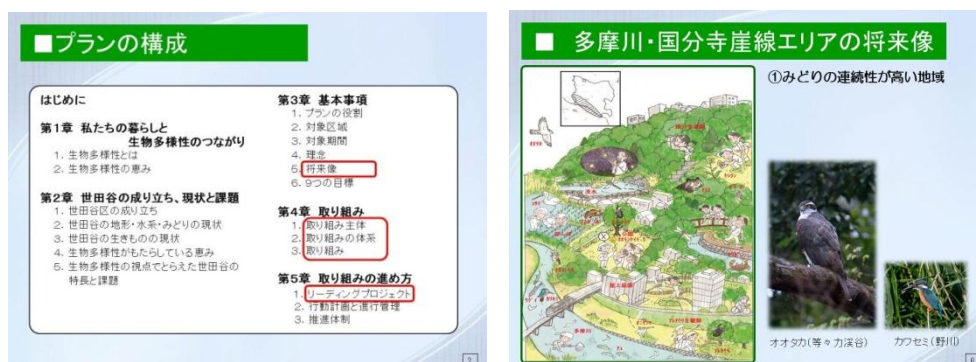 ■プランの構成
はじめに
第1章 私たちの暮らしと
生物多様性のつながり
1. 生物多様性とは
2. 生物多様性の恵み
第2章 世田谷の成り立ち、現状と課題
1. 世田谷区の成り立ち
2. 世田谷の地形・水系・みどりの現状
3. 世田谷の生きものの現状
4. 生物多様性がもたらしている恵み
5. 生物多様性の視点でとらえた世田谷の
特長と課題
第3章 基本事項
1. プランの役割
2. 対象区域
3. 対象期間
4. 理念
5. 将来像
6. 9つの目標
第4章 取り組み
1. 取り組み主体
2. 取り組みの体系
3. 取り組み
第5章 取り組みの進め方
1. リーディングプロジェクト
2. 行動計画と進行管理
3. 推進体制
■ 多摩川・国分寺崖線エリアの将来像
①みどりの連続性が高い地域
国分寺崖線
多摩川
オオタカ(等々力渓谷)
カワセミ(野川)